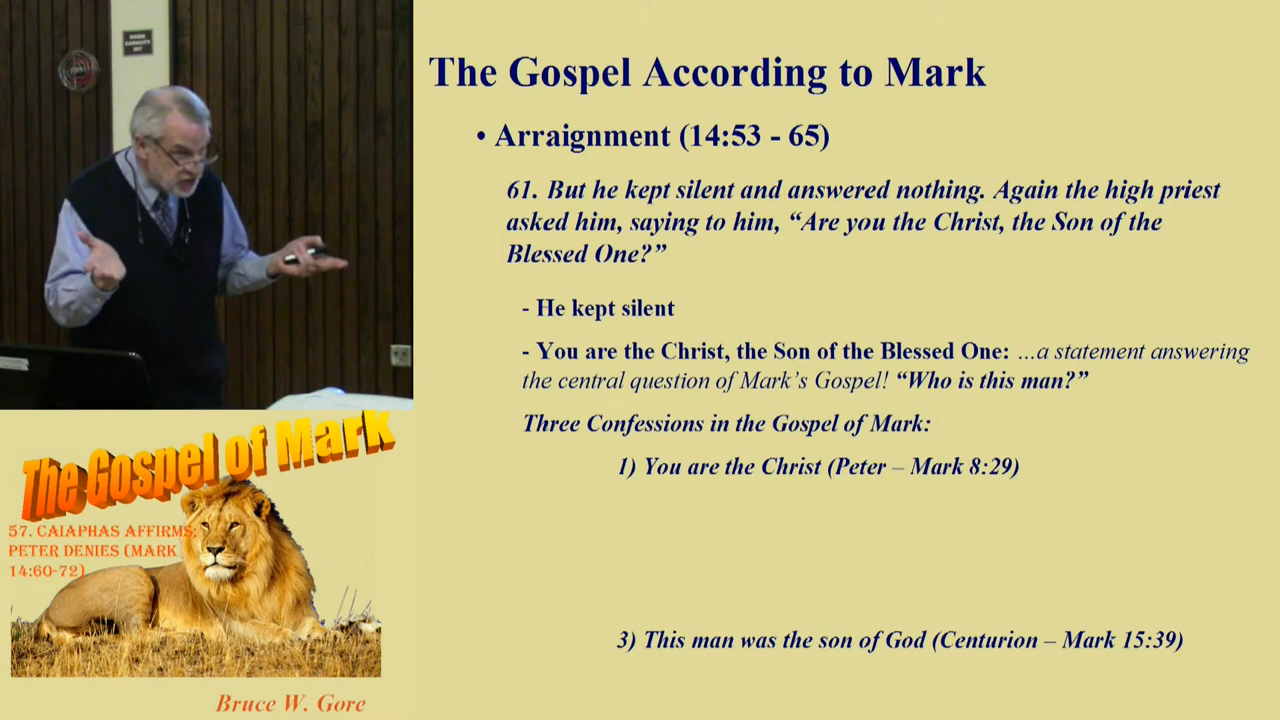 ROOM
CAPACITY
The Gospel According to Mark
• Arraignment (14:53 - 65)
61. But he kept silent and answered nothing. Again the high priest
asked him, saying to him, “Are you the Christ, the Son of the
Blessed One?”
- He kept silent
- You are the Christ, the Son of the Blessed One: …a statement answering
the central question of Mark’s Gospel! “Who is this man?”
Three Confessions in the Gospel of Mark:
1) You are the Christ (Peter – Mark 8:29)
3) This man was the son of God (Centurion – Mark 15:39)
The Gospel of Mark
57. CAIAPHAS AFFIRMS;
PETER DENIES (MARK
14:60-72)
Bruce W. Gore